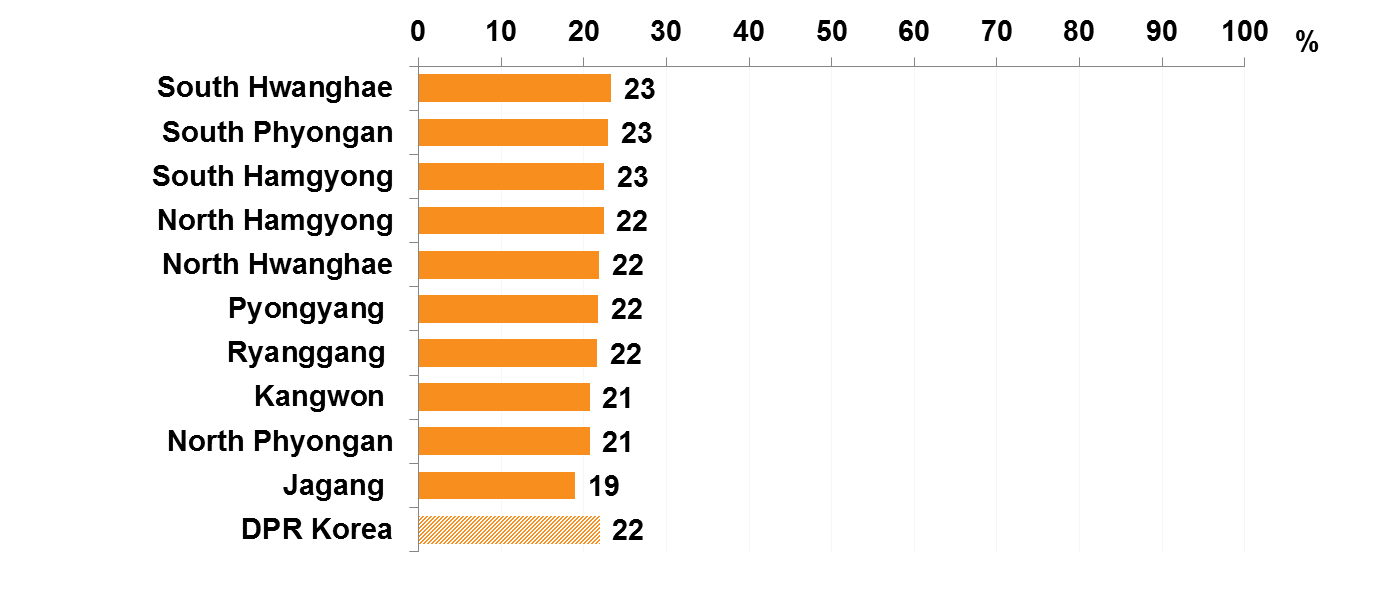 0 10 20 30 40 50 60 70 80 90 100 %
South Hwanghae 23
South Phyongan 23
South Hamgyong 23
North Hamgyong 22
North Hwanghae 22
Pyongyang 22
Ryanggang 22
Kangwon 21
North Phyongan 21
Jagang 19
DPR Korea 22